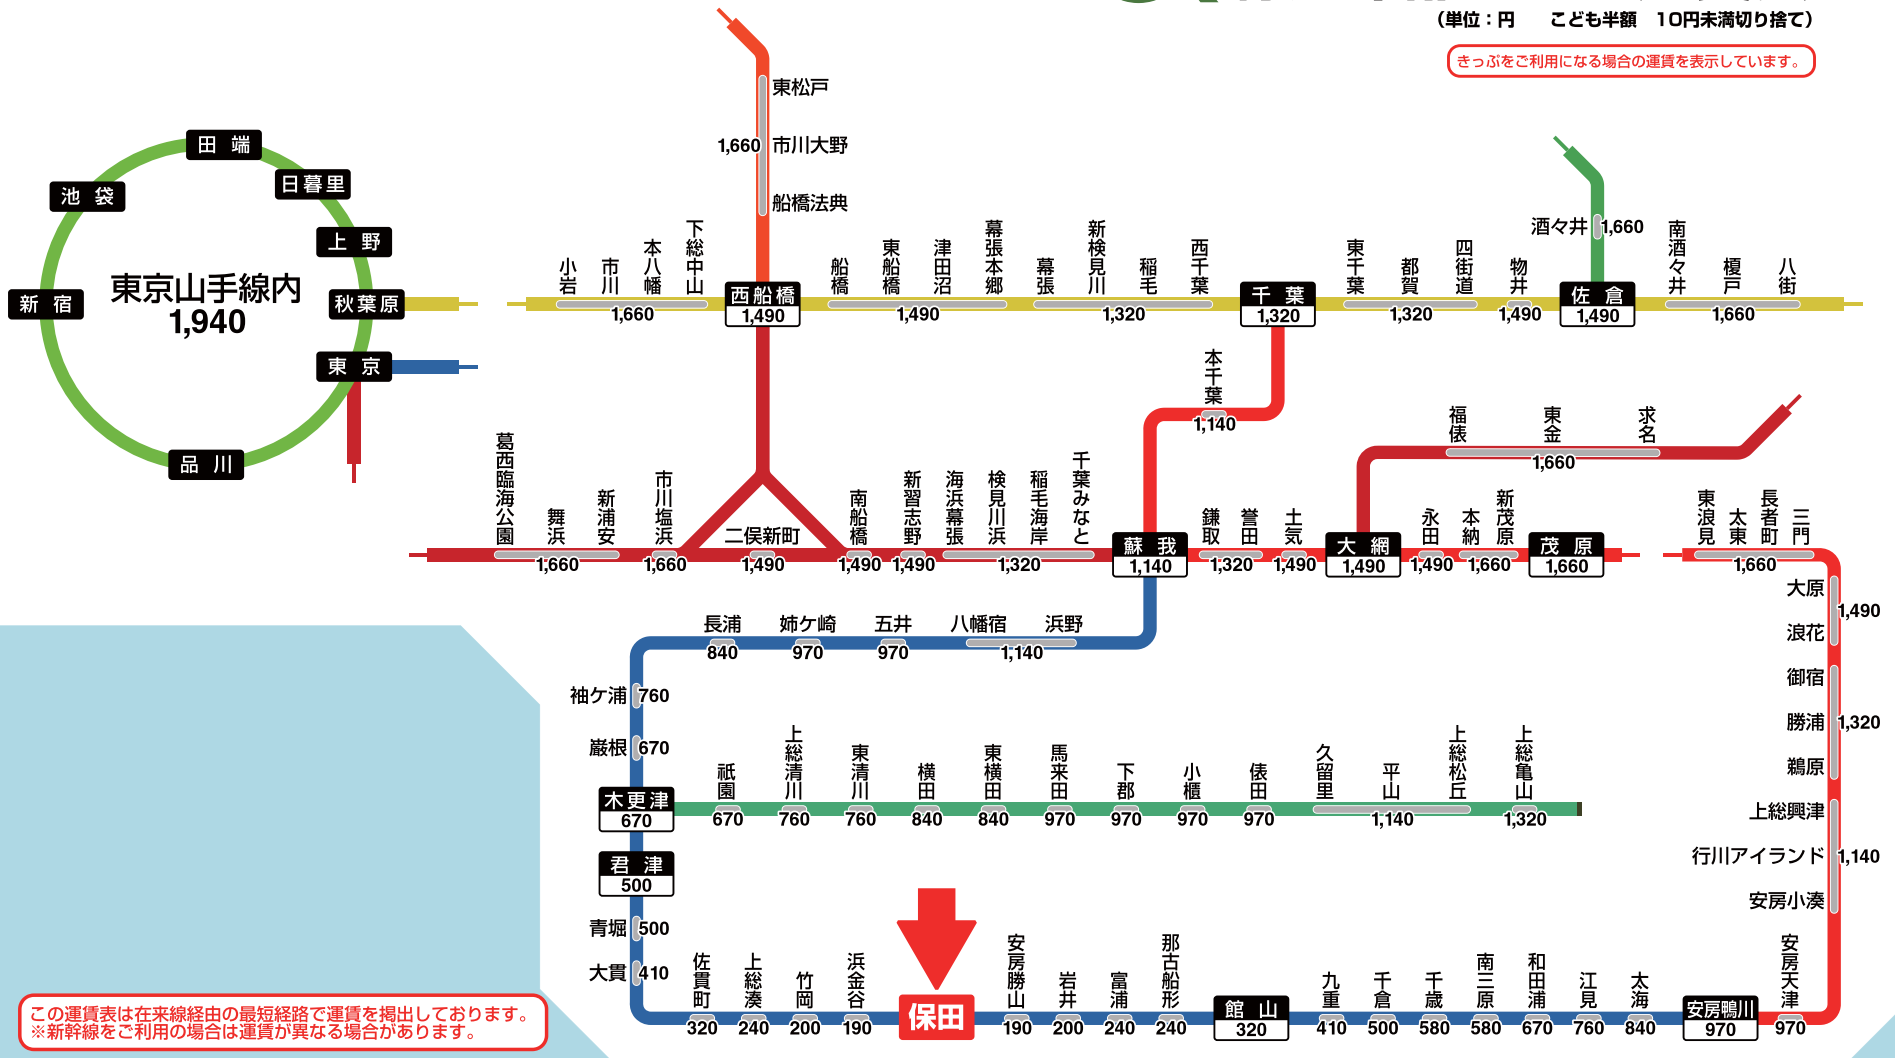 （単位：円　こども半額　10円未満切り捨て）
きっぷをご利用になる場合の運賃を表示しています。
田端
池袋
日暮里
上野
新宿
東京山手線内
1,940
秋葉原
東京
品川
東松戸
1,660
市川大野
船橋法典
小岩
市川
本八幡
下総中山
1,660
西船橋
1,490
船橋
東船橋
津田沼
幕張本郷
1,490
幕張
新検見川
稲毛
西千葉
1,320
千葉
1,320
東千葉
都賀
四街道
1,320
物井
1,490
酒々井
1,660
佐倉
1,490
南酒々井
榎戸
八街
1,660
本千葉
1,140
福俵
東金
求名
1,660
葛西臨海公園
舞浜
新浦安
1,660
市川塩浜
1,660
二俣新町
1,490
南船橋
1,490
新習志野
1,490
海浜幕張
検見川浜
稲毛海岸
千葉みなと
1,320
蘇我
1,140
鎌取
誉田
1,320
土気
1,490
大網
1,490
永田
1,490
本納
新茂原
1,660
茂原
1,660
東浪見
太東
長者町
三門
1,660
大原
1,490
浪花
御宿
勝浦
1,320
鵜原
上総興津
行川アイランド
1,140
安房小湊
長浦
840
姉ケ崎
970
五井
970
八幡宿
浜野
1,140
袖ケ浦
760
巌根
670
木更津
670
祇園
670
上総清川
760
東清川
760
横田
840
東横田
840
馬来田
970
下郡
970
小櫃
970
俵田
970
久留里
平山
上総松丘
1,140
上総亀山
1,320
君津
500
青堀
500
大貫
410
佐貫町
320
上総湊
240
竹岡
200
浜金谷
190
保田
安房勝山
190
岩井
200
富浦
240
那古船形
240
館山
320
九重
410
千倉
500
千歳
580
南三原
580
和田浦
670
江見
760
太海
840
安房鴨川
970
安房天津
970
この運賃表は在来線経由の最短経路で運賃を掲出しております。
※新幹線をご利用の場合は運賃が異なる場合があります。